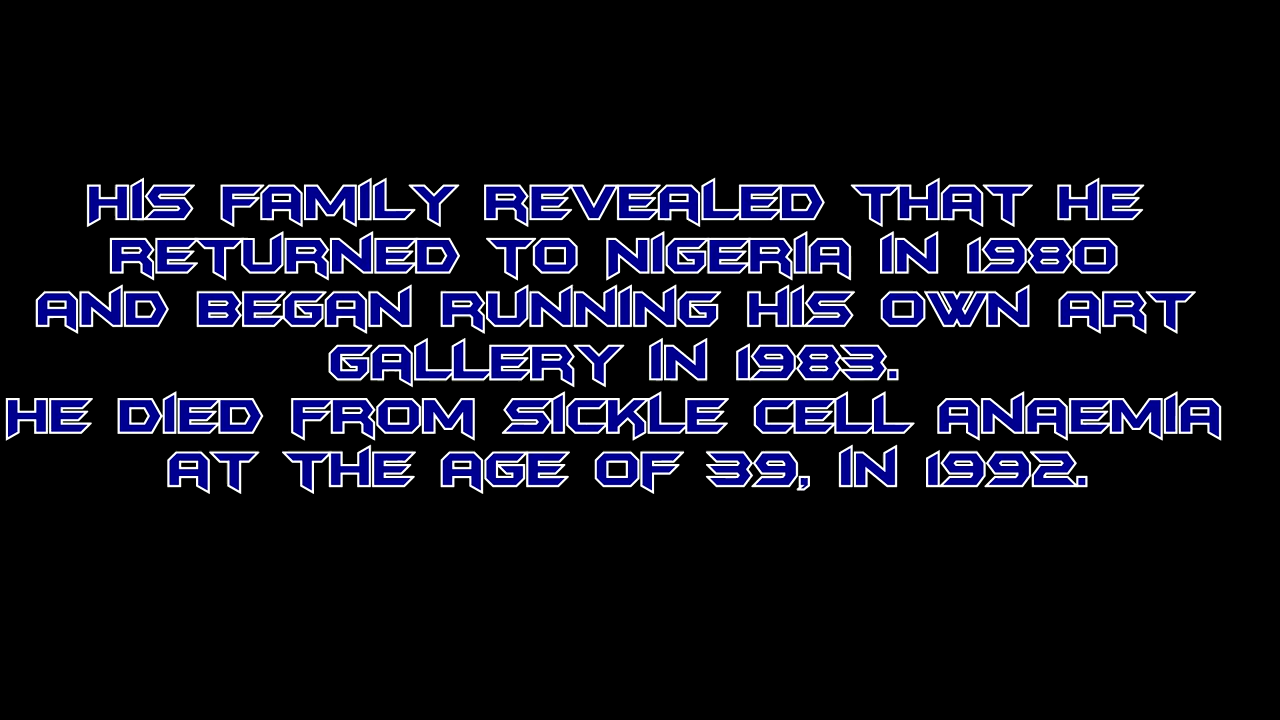 HIS FAMILY REVEALED THAT HE
RETURNED TO NIGERIA IN 1980
AND BEGAN RUNNING HIS OWN ART
GALLERY IN 1983.
HE DIED FROM SICKLE CELL ANAEMIA
AT THE AGE OF 39, IN 1992.